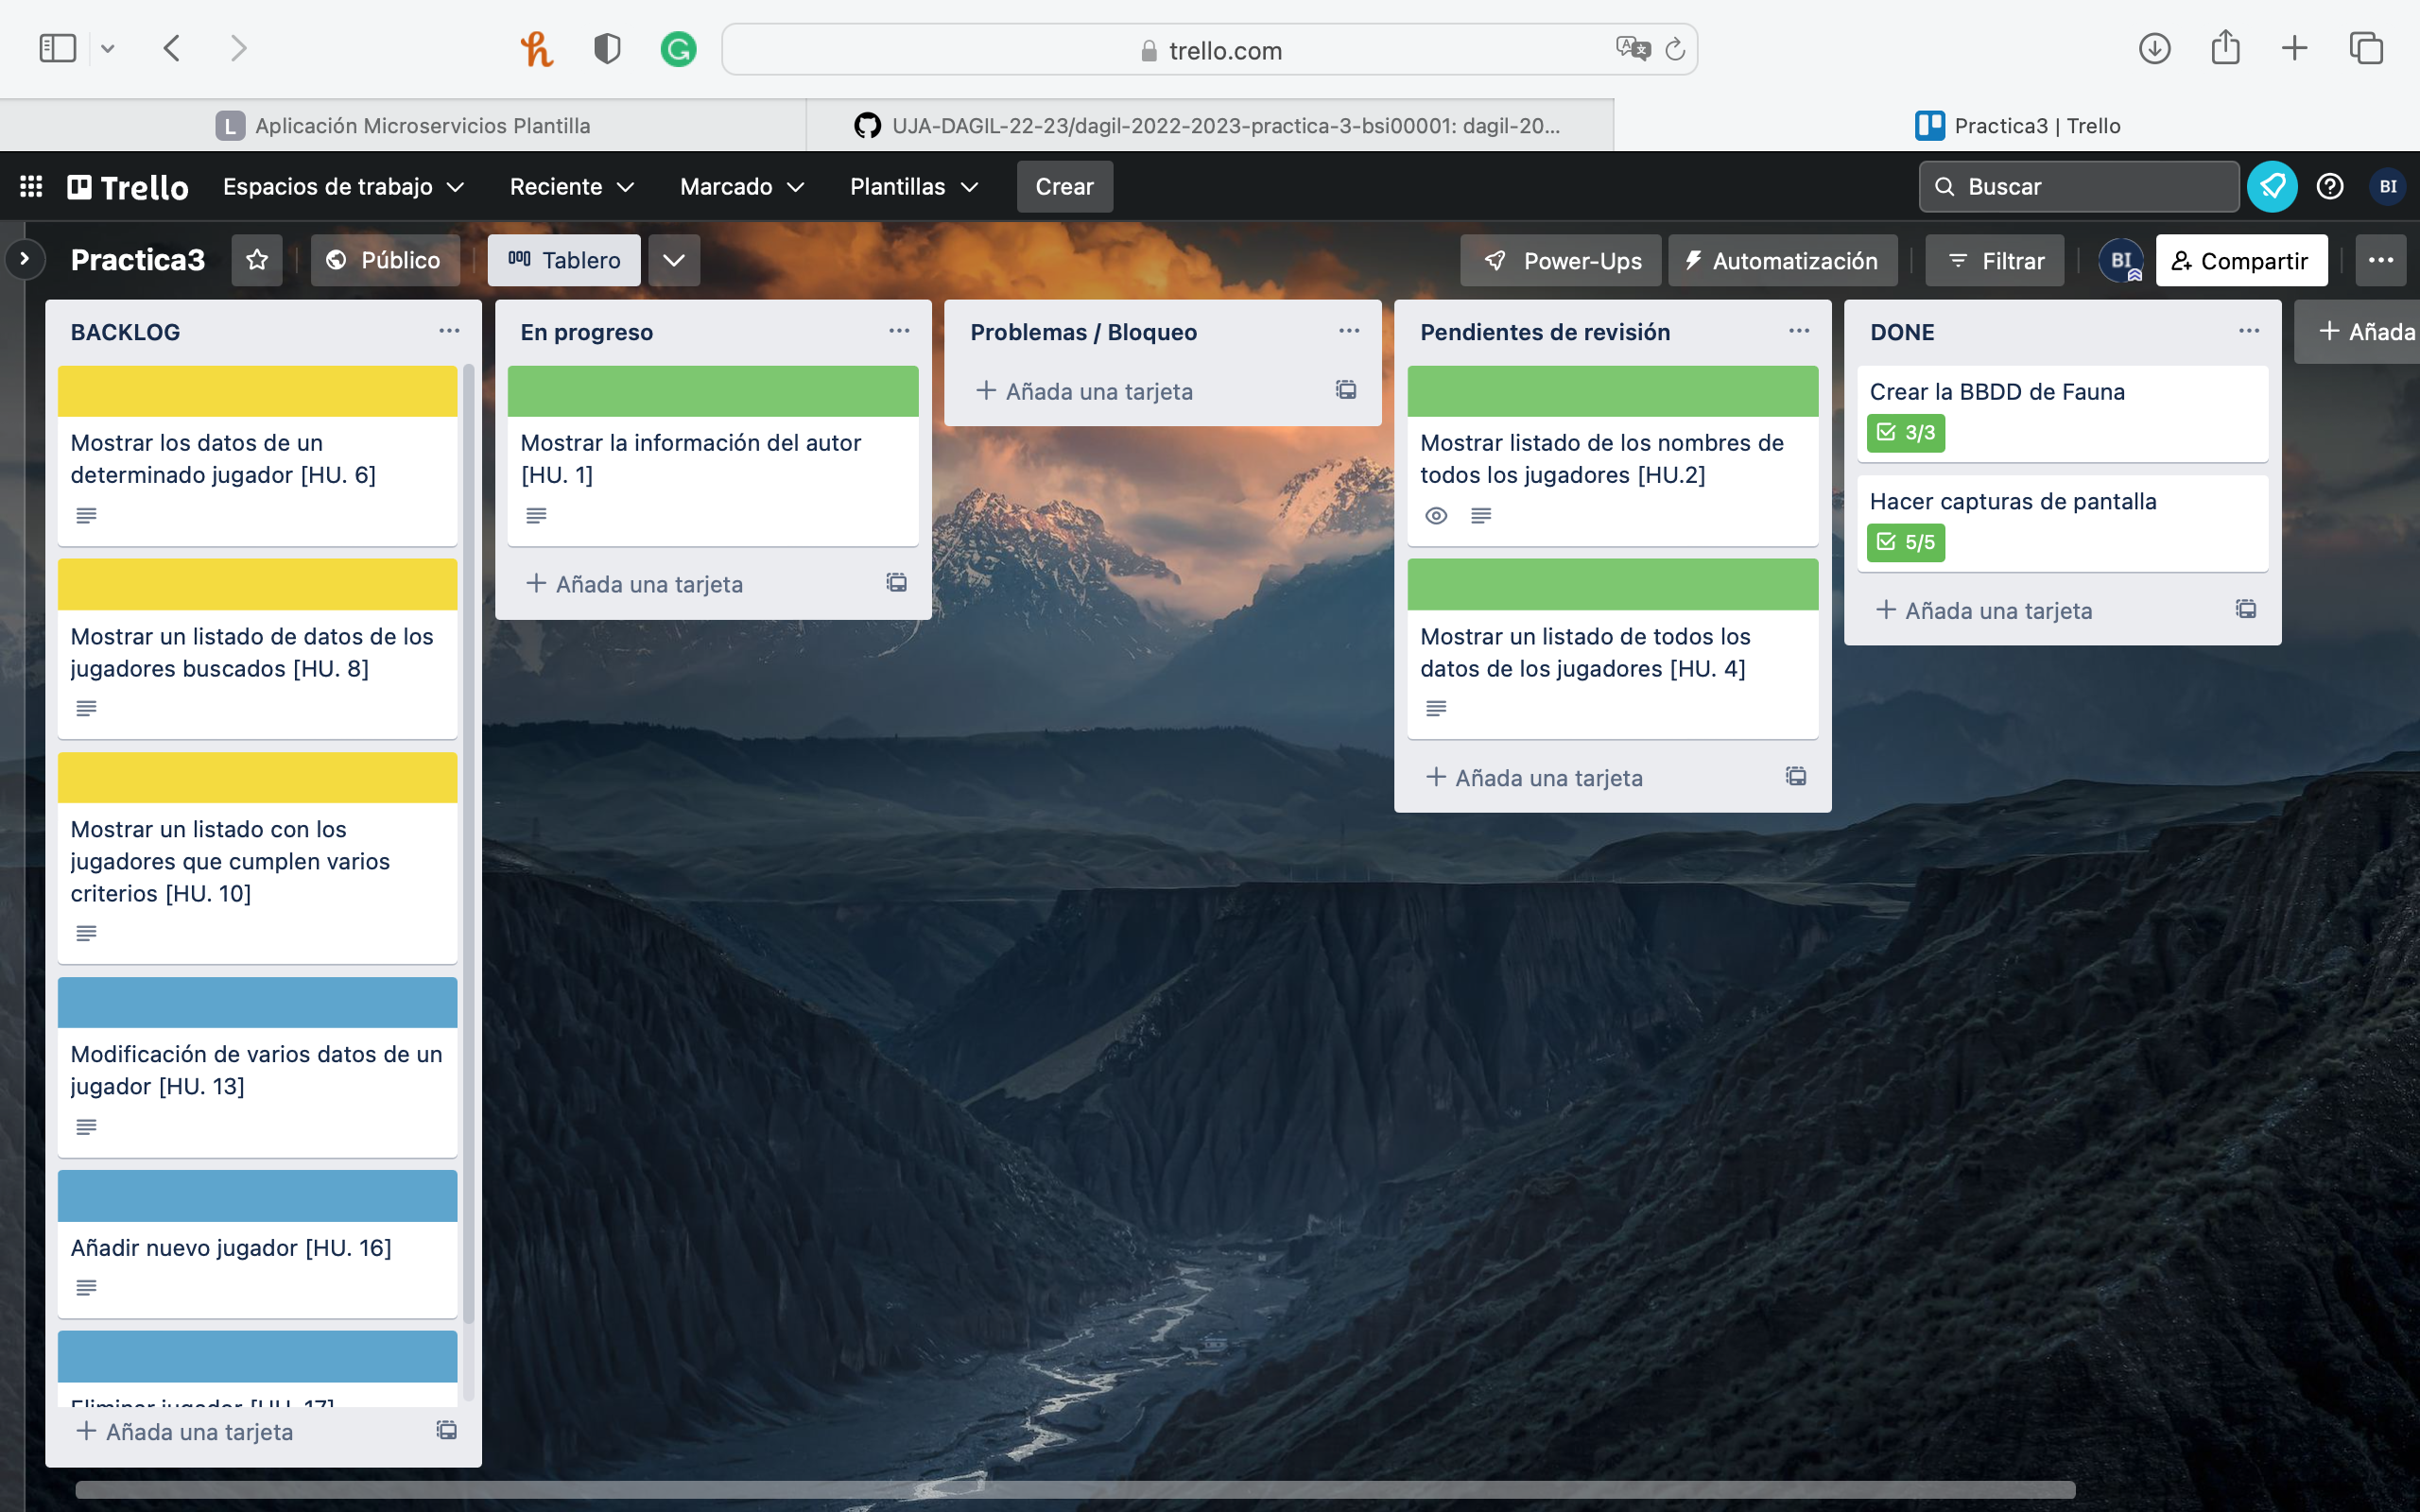 trello.com
L Aplicación Microservicios Plantilla
UJA-DAGIL-22-23/dagil-2022-2023-practica-3-bsi00001: dagil-20...
Practica3 | Trello
Trello
Espacios de trabajo
Reciente
Marcado
Plantillas
Crear
Buscar
BI
Practica3
Público
Tablero
Power-Ups
Automatización
Filtrar
BI
Compartir
BACKLOG
Mostrar los datos de un
determinado jugador [HU. 6]
Mostrar un listado de datos de los
jugadores buscados [HU. 8]
Mostrar un listado con los
jugadores que cumplen varios
criterios [HU. 10]
Modificación de varios datos de un
jugador [HU. 13]
Añadir nuevo jugador [HU. 16]
Eliminar jugador [HU. 17]
+ Añada una tarjeta
En progreso
Mostrar la información del autor
[HU. 1]
+ Añada una tarjeta
Problemas / Bloqueo
+ Añada una tarjeta
Pendientes de revisión
Mostrar listado de los nombres de
todos los jugadores [HU.2]
Mostrar un listado de todos los
datos de los jugadores [HU. 4]
+ Añada una tarjeta
DONE
Crear la BBDD de Fauna
3/3
Hacer capturas de pantalla
5/5
+ Añada una tarjeta
+ Añada